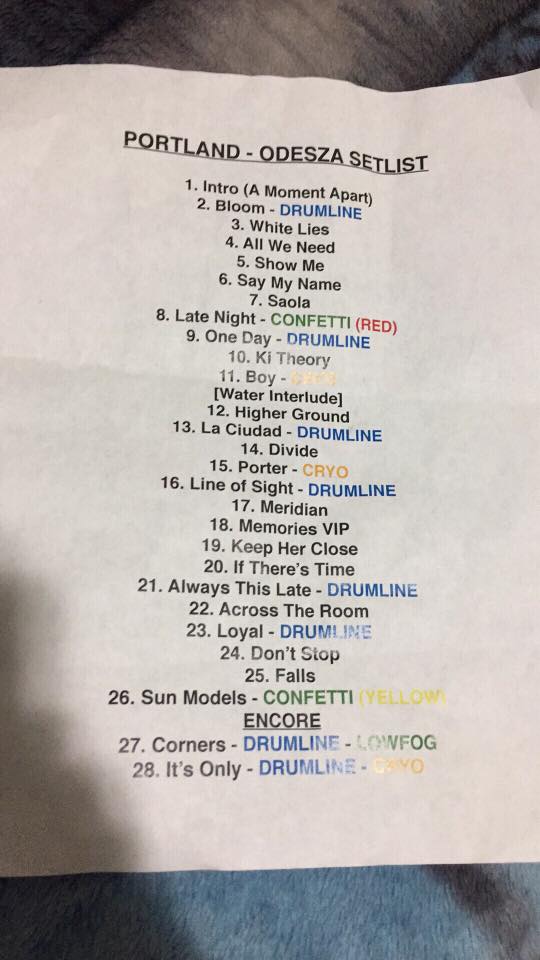 PORTLAND - ODESZA SETLIST
1. Intro (A Moment Apart)
2. Bloom - DRUMLINE
3. White Lies
4. All We Need
5. Show Me
6. Say My Name
7. Saola
8. Late Night - CONFETTI (RED)
9. One Day - DRUMLINE
10. Ki Theory
11. Boy - CRYO
[Water Interlude]
12. Higher Ground
13. La Ciudad - DRUMLINE
14. Divide
15. Porter - CRYO
16. Line of Sight - DRUMLINE
17. Meridian
18. Memories VIP
19. Keep Her Close
20. If There's Time
21. Always This Late - DRUMLINE
22. Across The Room
23. Loyal - DRUMLINE
24. Don't Stop
25. Falls
26. Sun Models - CONFETTI (YELLOW)
ENCORE
27. Corners - DRUMLINE - LOWFOG
28. It's Only - DRUMLINE - CRYO